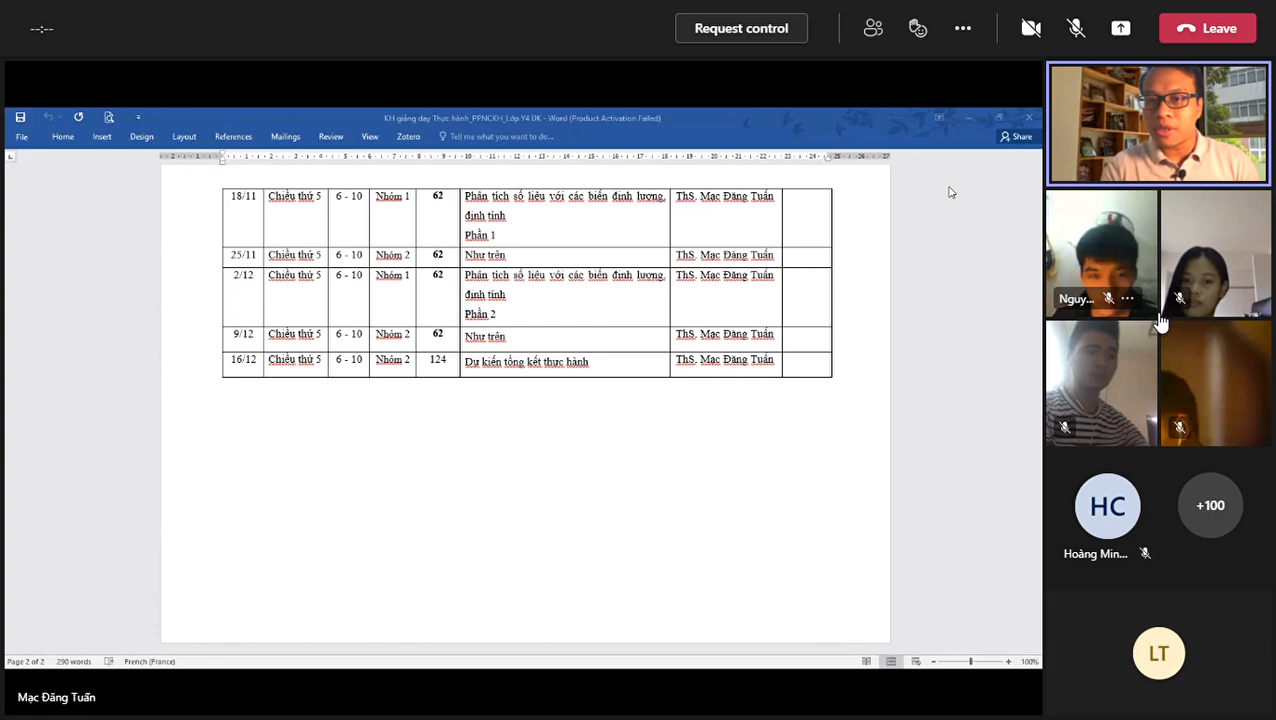 --:--
Request control
Leave
KH giảng dạy Thực hành_PPNCKH_Lớp Y4.ĐK - Word (Product Activation Failed)
File Home Insert Design Layout References Mailings Review View Zotero Tell me what you want to do... Share
18/11 Chiều thứ 5 6 - 10 Nhóm 1 62 Phân tích số liệu với các biến định lượng, ThS. Mạc Đăng Tuấn
định tính
Phần 1
25/11 Chiều thứ 5 6 - 10 Nhóm 2 62 Như trên ThS. Mạc Đăng Tuấn
2/12 Chiều thứ 5 6 - 10 Nhóm 1 62 Phân tích số liệu với các biến định lượng, ThS. Mạc Đăng Tuấn
định tính
Phần 2
9/12 Chiều thứ 5 6 - 10 Nhóm 2 62 Như trên ThS. Mạc Đăng Tuấn
16/12 Chiều thứ 5 6 - 10 Nhóm 2 124 Dự kiến tổng kết thực hành ThS. Mạc Đăng Tuấn
Page 2 of 2 290 words French (France) 100%
Mạc Đăng Tuấn
Nguy...
HC
+100
Hoàng Min...
LT